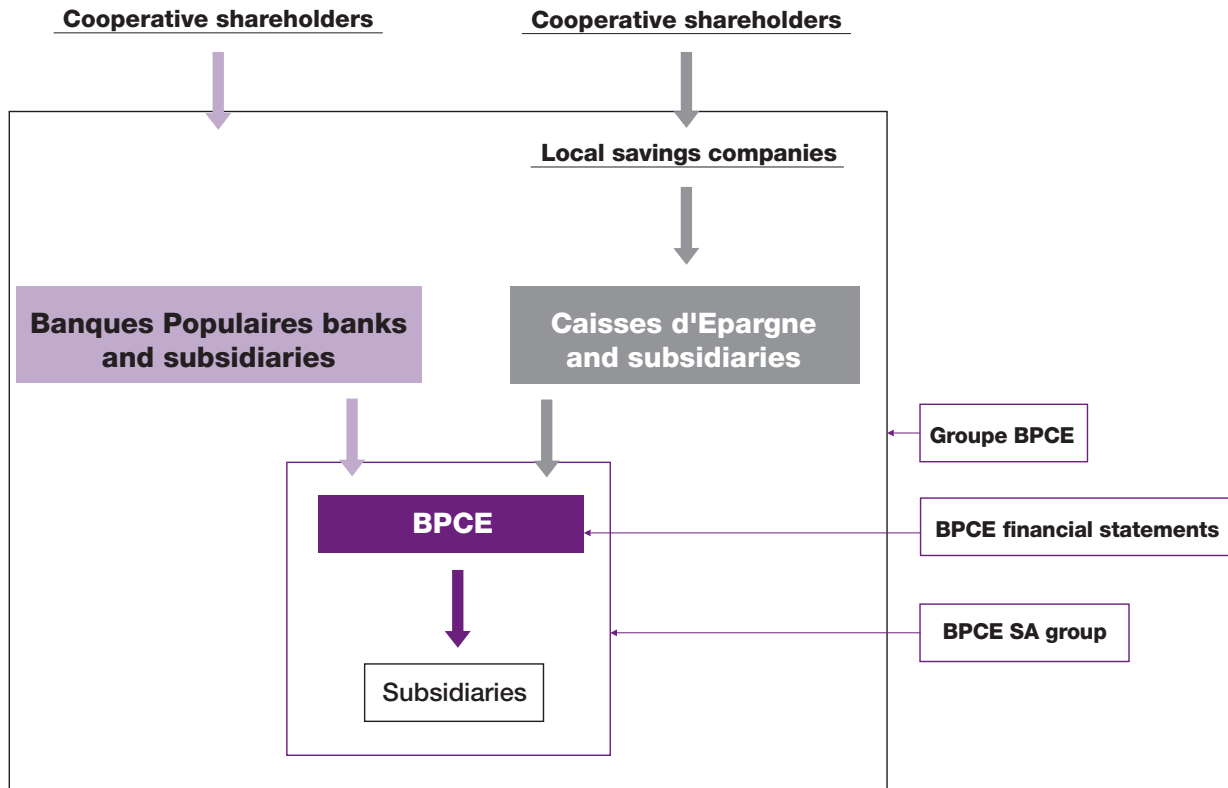 Cooperative shareholders
Cooperative shareholders
Local savings companies
Banques Populaires banks
and subsidiaries
Caisses d'Epargne
and subsidiaries
Groupe BPCE
BPCE
BPCE financial statements
BPCE SA group
Subsidiaries